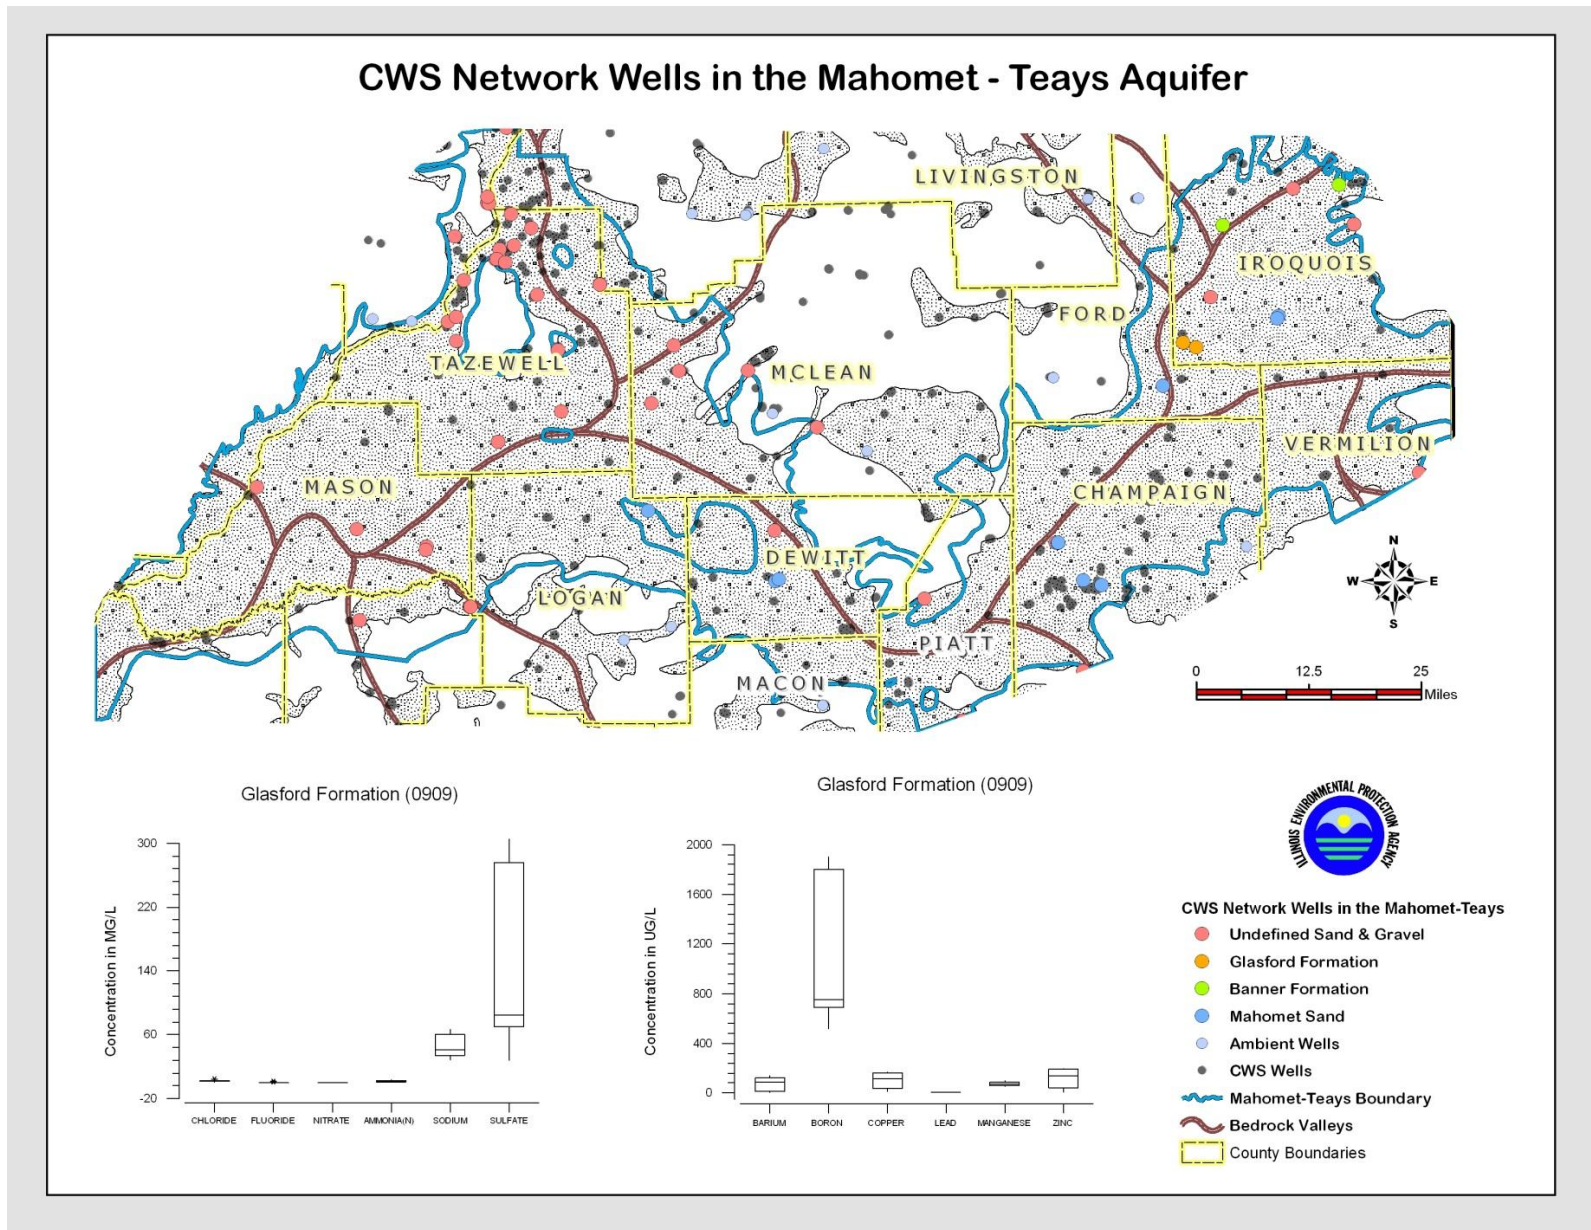 CWS Network Wells in the Mahomet - Teays Aquifer
LIVINGSTON
IROQUOIS
FORD
TAZEWELL
MCLEAN
VERMILION
MASON
CHAMPAIGN
DEWITT
LOGAN
PIATT
MACON
N
W E
S
0 12.5 25
Miles
Glasford Formation (0909)
Concentration in MG/L
300
220
140
60
-20
CHLORIDE FLUORIDE NITRATE AMMONIA(N) SODIUM SULFATE
Glasford Formation (0909)
Concentration in UG/L
2000
1600
1200
800
400
0
BARIUM BORON COPPER LEAD MANGANESE ZINC
ILLINOIS ENVIRONMENTAL PROTECTION AGENCY
CWS Network Wells in the Mahomet-Teays
Undefined Sand & Gravel
Glasford Formation
Banner Formation
Mahomet Sand
Ambient Wells
CWS Wells
Mahomet-Teays Boundary
Bedrock Valleys
County Boundaries